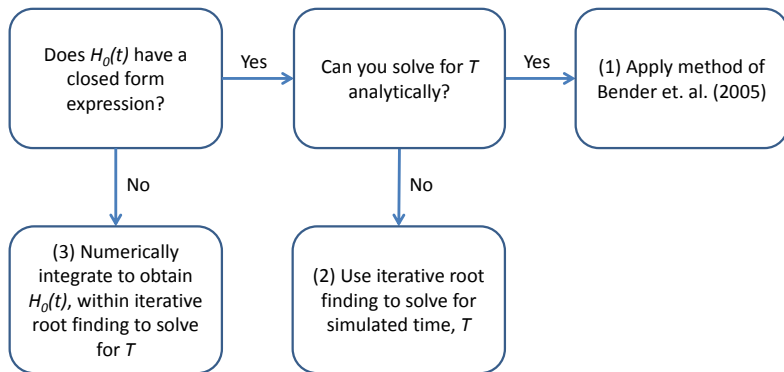 Does H₀(t) have a
closed form
expression?
Yes
Can you solve for T
analytically?
Yes
(1) Apply method of
Bender et. al. (2005)
No
No
(3) Numerically
integrate to obtain
H₀(t), within iterative
root finding to solve
for T
(2) Use iterative root
finding to solve for
simulated time, T